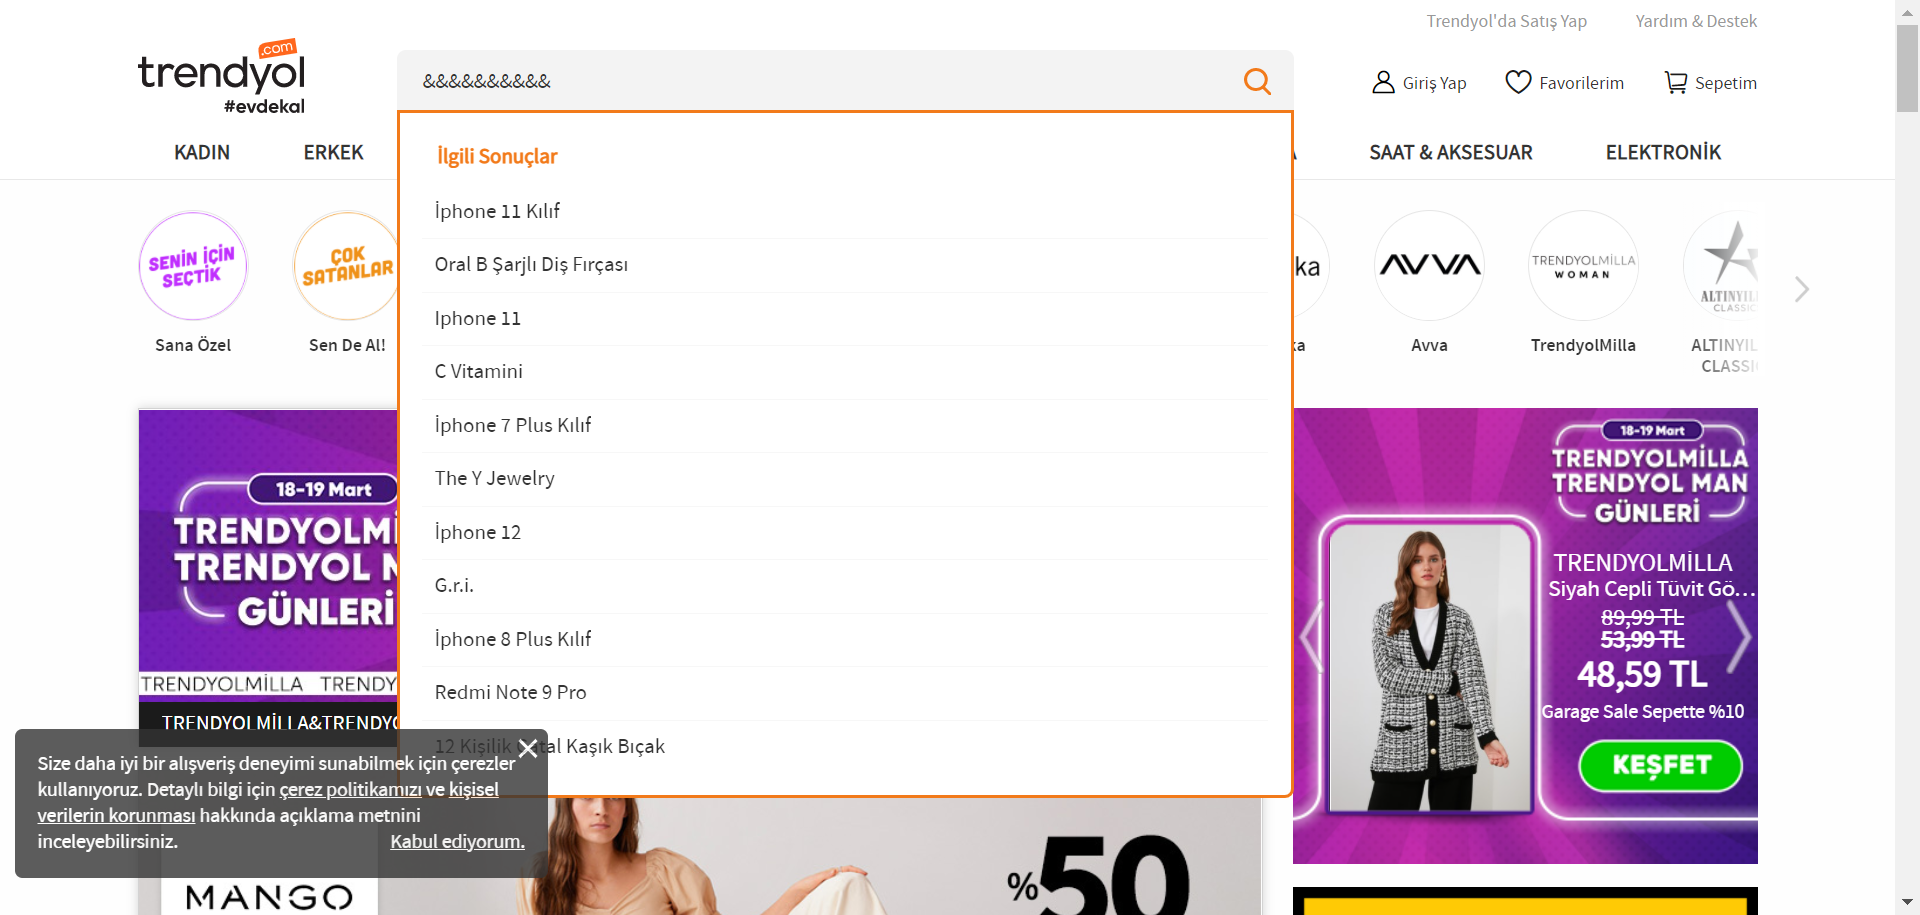 Trendyol'da Satış Yap
Yardım & Destek
trendyol
.com
#evdekal
&&&&&&&&&&
Giriş Yap
Favorilerim
Sepetim
KADIN
ERKEK
SAAT & AKSESUAR
ELEKTRONİK
İlgili Sonuçlar
İphone 11 Kılıf
Oral B Şarjlı Diş Fırçası
Iphone 11
C Vitamini
İphone 7 Plus Kılıf
The Y Jewelry
İphone 12
G.r.i.
İphone 8 Plus Kılıf
Redmi Note 9 Pro
12 Kişilik Çatal Kaşık Bıçak
SENİN İÇİN
SEÇTİK
Sana Özel
ÇOK
SATANLAR
Sen De Al!
ka
ka
AVVA
Avva
TRENDYOLMİLLA
WOMAN
TrendyolMilla
ALTINYIL
CLASSIC
ALTINYIL
CLASSI
18-19 Mart
TRENDYOLMİ
TRENDYOL M
GÜNLERİ
TRENDYOLMILLA TRENDY
TRENDYOLMİLLA&TRENDYO
18-19 Mart
TRENDYOLMİLLA
TRENDYOL MAN
GÜNLERİ
TRENDYOLMİLLA
Siyah Cepli Tüvit Gö...
89,99 TL
53,99 TL
48,59 TL
Garage Sale Sepette %10
KEŞFET
Size daha iyi bir alışveriş deneyimi sunabilmek için çerezler
kullanıyoruz. Detaylı bilgi için çerez politikamızı ve kişisel
verilerin korunması hakkında açıklama metnini
inceleyebilirsiniz.
Kabul ediyorum.
MANGO
%50